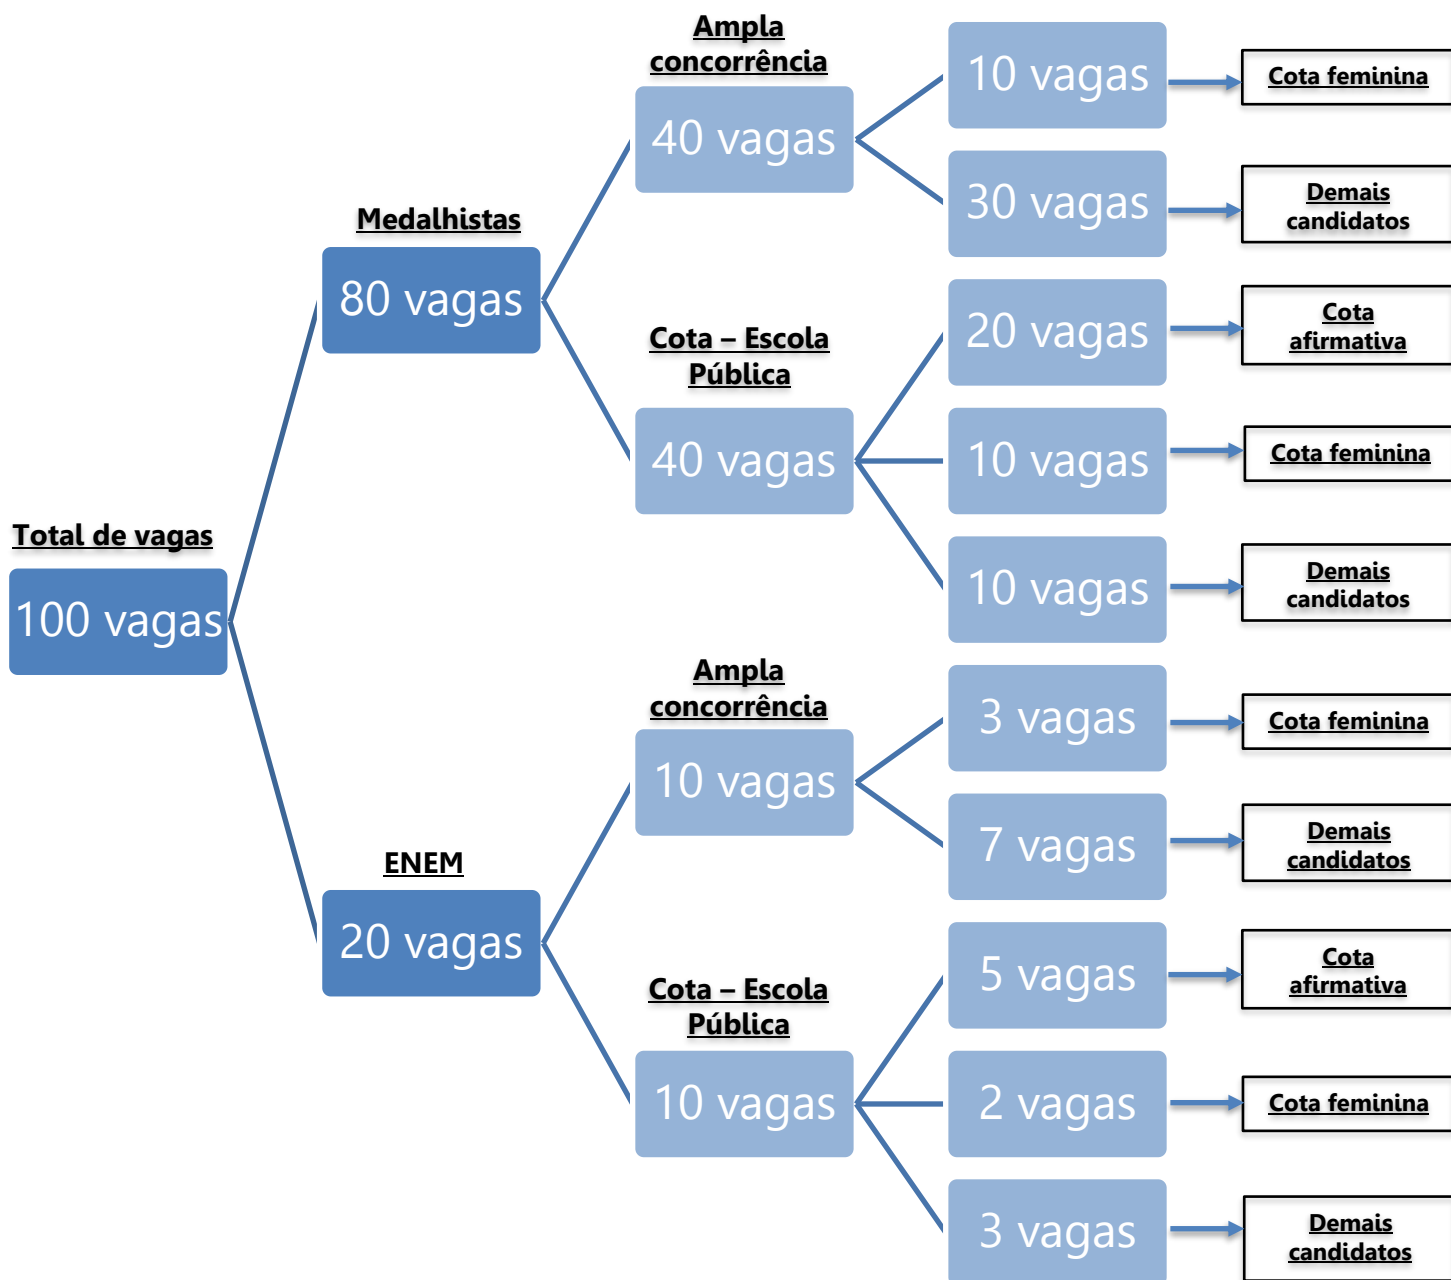 Total de vagas
100 vagas
Medalhistas
80 vagas
Ampla
concorrência
40 vagas
10 vagas
Cota feminina
30 vagas
Demais
candidatos
Cota – Escola
Pública
40 vagas
20 vagas
Cota
afirmativa
10 vagas
Cota feminina
10 vagas
Demais
candidatos
ENEM
20 vagas
Ampla
concorrência
10 vagas
3 vagas
Cota feminina
7 vagas
Demais
candidatos
Cota – Escola
Pública
10 vagas
5 vagas
Cota
afirmativa
2 vagas
Cota feminina
3 vagas
Demais
candidatos